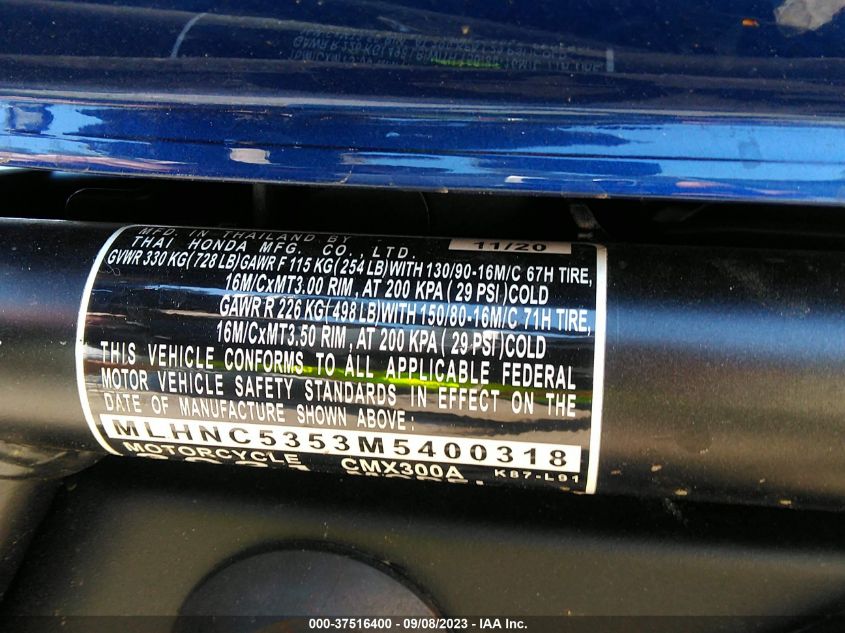 MFD. IN THAILAND BY
THAI HONDA MFG. CO., LTD. 11/20
GVWR 330 KG(728 LB)GAWR F 115 KG(254 LB)WITH 130/90-16M/C 67H TIRE,
16M/CxMT3.00 RIM, AT 200 KPA(29 PSI)COLD
GAWR R 226 KG(498 LB)WITH 150/80-16M/C 71H TIRE,
16M/CxMT3.50 RIM, AT 200 KPA(29 PSI)COLD
THIS VEHICLE CONFORMS TO ALL APPLICABLE FEDERAL
MOTOR VEHICLE SAFETY STANDARDS IN EFFECT ON THE
DATE OF MANUFACTURE SHOWN ABOVE:
MLHNC5353M5400318
MOTORCYCLE CMX300A K87-L91
000-37516400 - 09/08/2023 - IAA Inc.